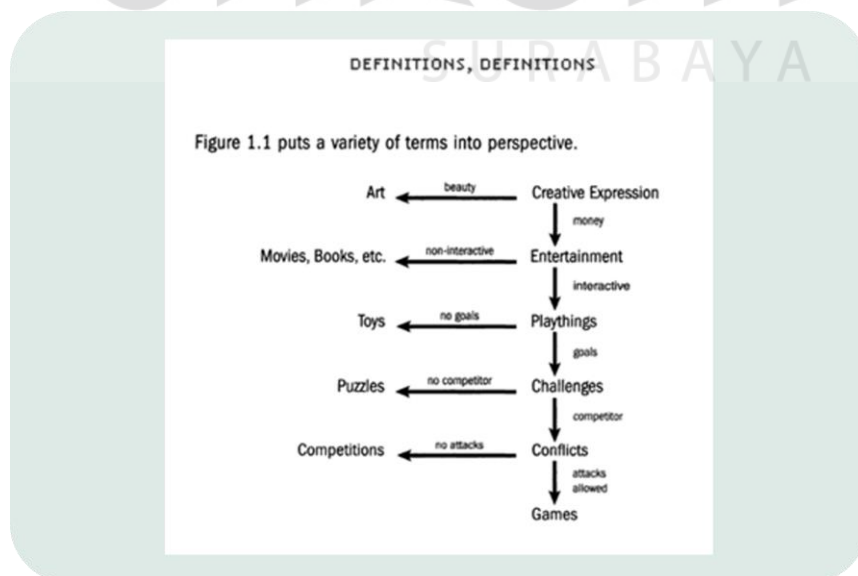 SURABAYA
DEFINITIONS, DEFINITIONS
Figure 1.1 puts a variety of terms into perspective.
Art beauty Creative Expression
money
Movies, Books, etc. non-interactive Entertainment
interactive
Toys no goals Playthings
goals
Puzzles no competitor Challenges
competitor
Competitions no attacks Conflicts
attacks
allowed
Games